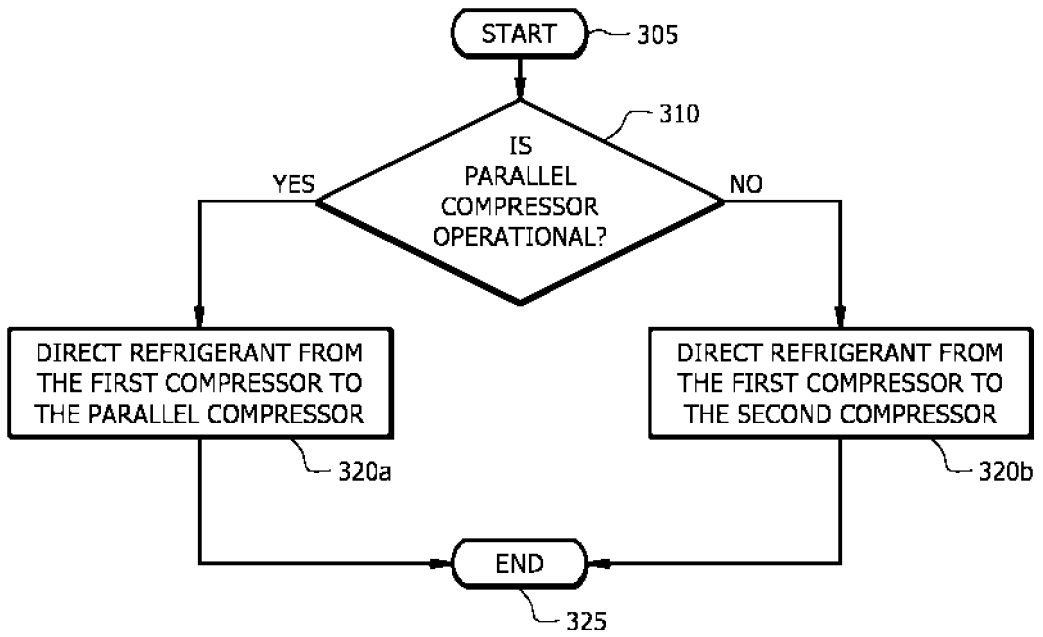 START
305
310
IS
PARALLEL
COMPRESSOR
OPERATIONAL?
YES
NO
DIRECT REFRIGERANT FROM
THE FIRST COMPRESSOR TO
THE PARALLEL COMPRESSOR
320a
DIRECT REFRIGERANT FROM
THE FIRST COMPRESSOR TO
THE SECOND COMPRESSOR
320b
END
325